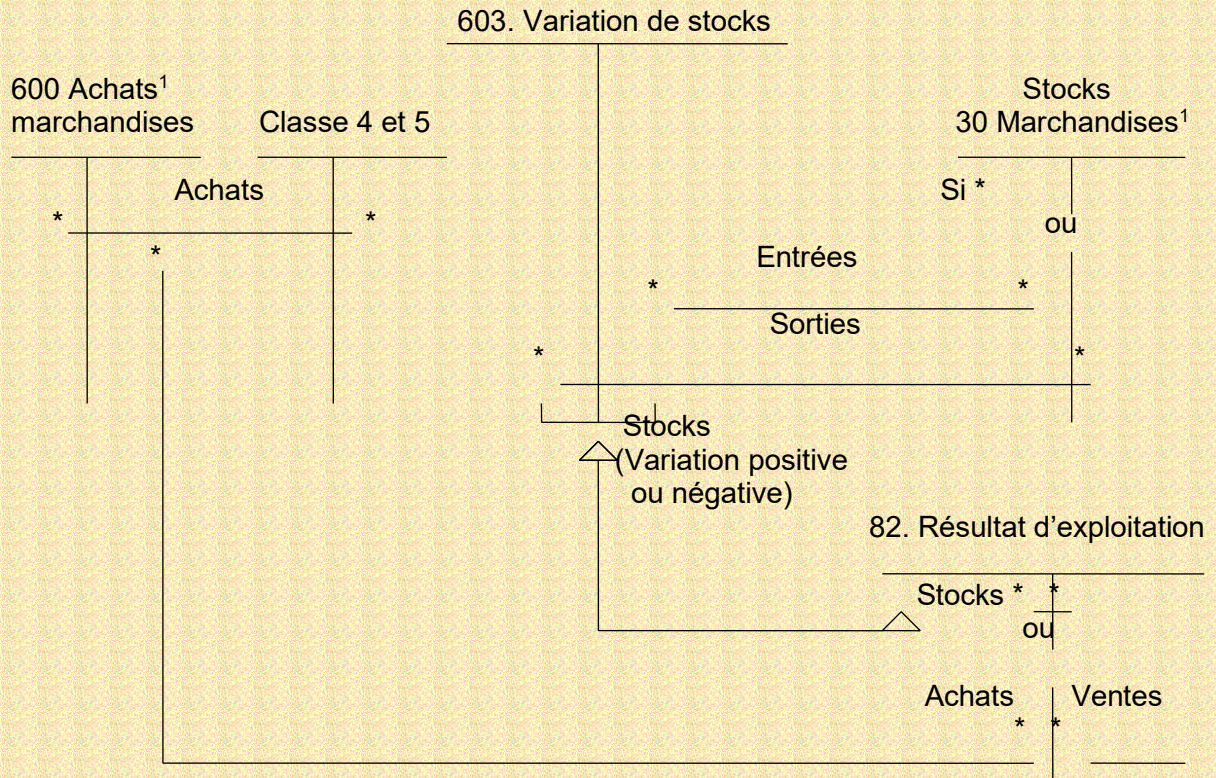 603. Variation de stocks
600 Achats¹
marchandises
Classe 4 et 5
Stocks
30 Marchandises¹
Achats
Si *
* *
ou
*
Entrées
* *
Sorties
* *
Stocks
(Variation positive
ou négative)
82. Résultat d’exploitation
Stocks * *
ou
Achats Ventes
* *